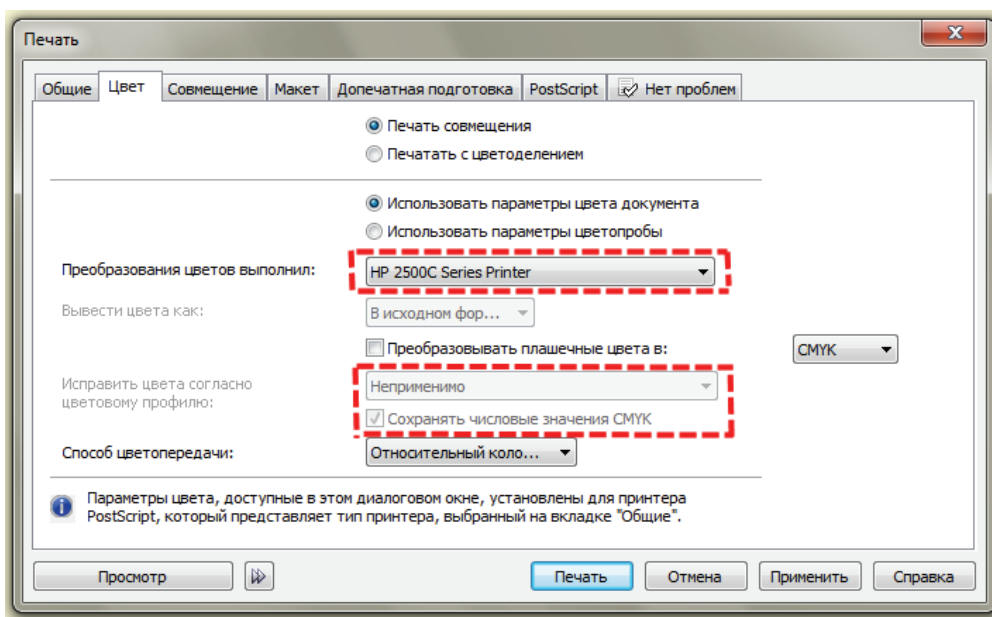 Печать
Общие Цвет Совмещение Макет Допечатная подготовка PostScript Нет проблем
Печать совмещения
Печатать с цветоделением
Использовать параметры цвета документа
Использовать параметры цветопробы
Преобразования цветов выполнил: HP 2500C Series Printer
Вывести цвета как: В исходном фор...
Преобразовывать плашечные цвета в: CMYK
Исправить цвета согласно
цветовому профилю: Неприменимо
Сохранять числовые значения CMYK
Способ цветопередачи: Относительный коло...
Параметры цвета, доступные в этом диалоговом окне, установлены для принтера
PostScript, который представляет тип принтера, выбранный на вкладке "Общие".
Просмотр Печать Отмена Применить Справка